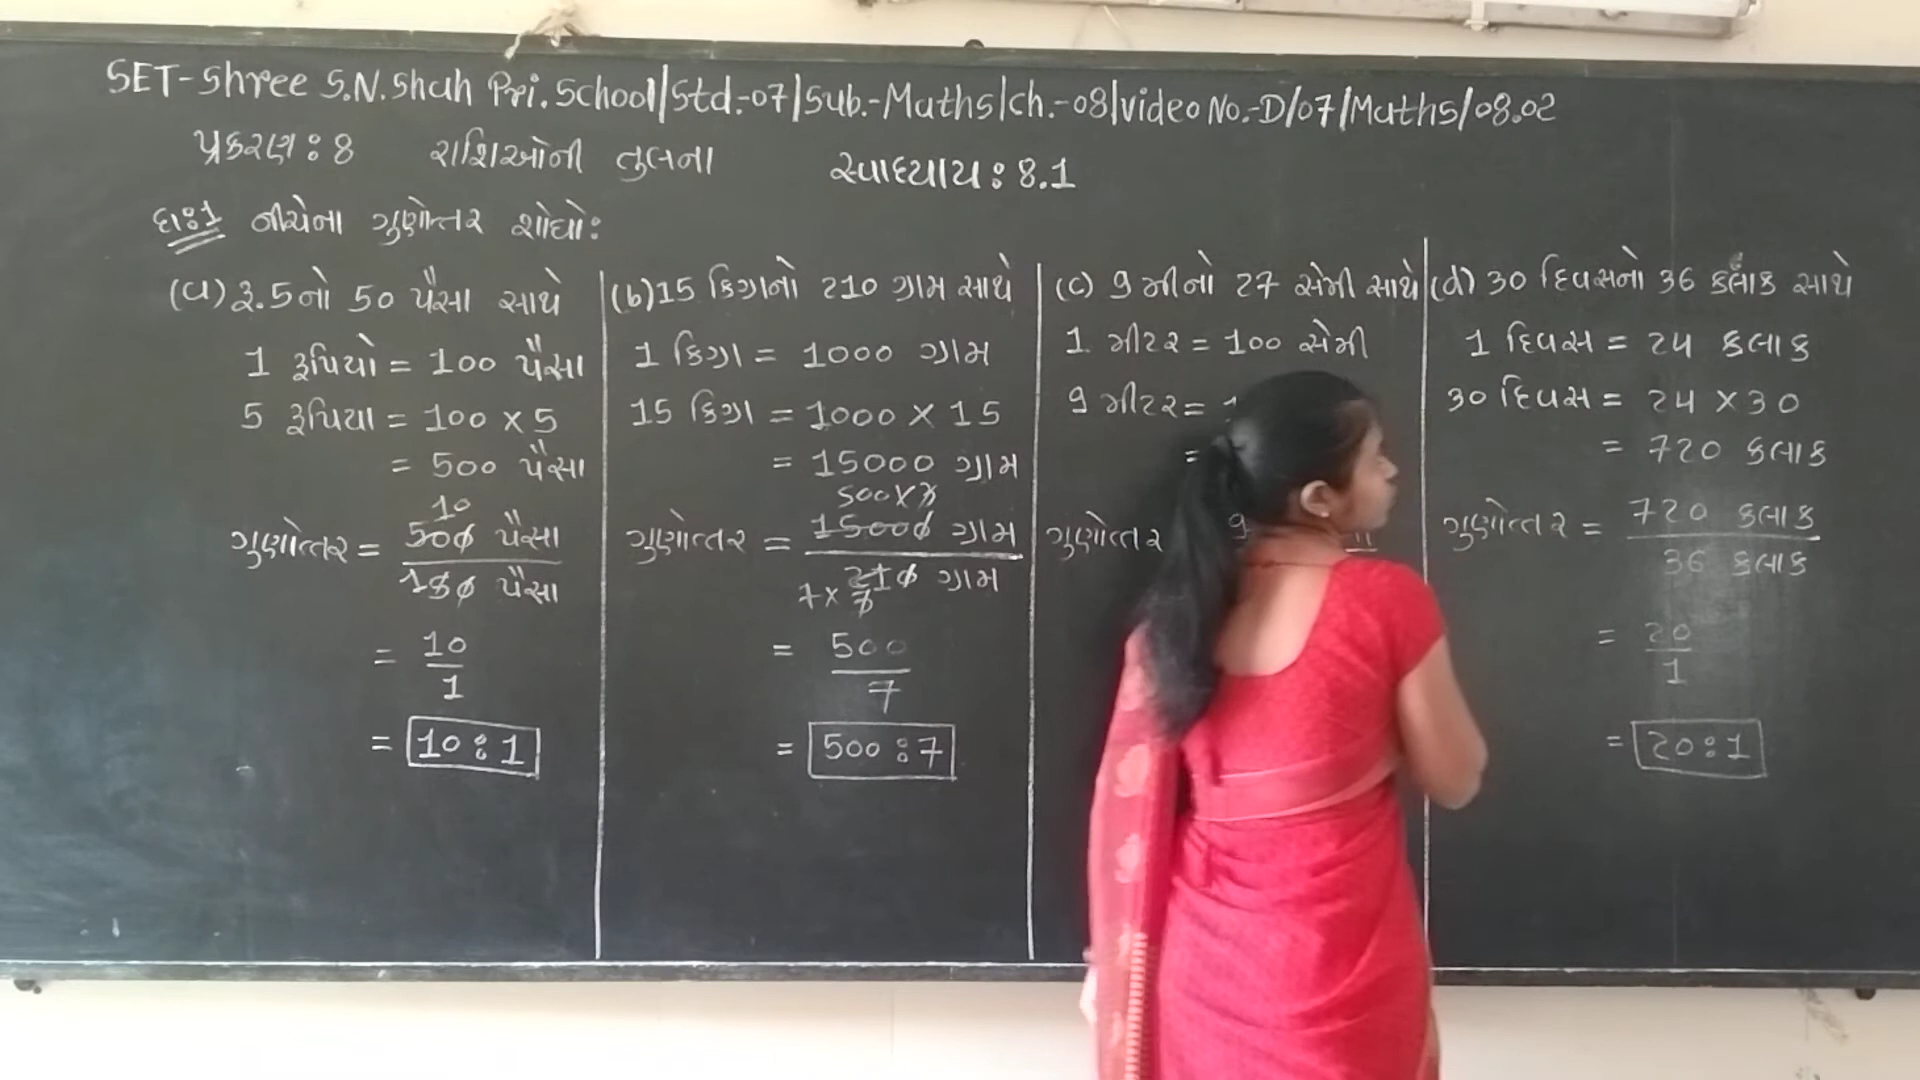 SET-Shree S.N.Shah Pri.School|Std.-07|Sub.-Maths|Ch.-08|Video No.-D/07/Maths/08.02
પ્રકરણ : 8 રાશિઓની તુલના સ્વાધ્યાય : 8.1
દા:1 નીચેના ગુણોત્તર શોધો:
(a) રૂ.5નો 50 પૈસા સાથે
1 રૂપિયો = 100 પૈસા
5 રૂપિયા = 100 × 5
= 500 પૈસા
10
ગુણોત્તર = 500 પૈસા
પૈસા
= 10
1
= 10 : 1
(b) 15 કિગ્રાનો 210 ગ્રામ સાથે
1 કિગ્રા = 1000 ગ્રામ
15 કિગ્રા = 1000 × 15
= 15000 ગ્રામ
500 × 3
ગુણોત્તર = 15000 ગ્રામ
210 ગ્રામ
7 × 3
= 500
7
= 500 : 7
(c) 9 મીનો 27 સેમી સાથે
1 મીટર = 100 સેમી
9 મીટર =
=
ગુણોત્તર
(d) 30 દિવસનો 36 કલાક સાથે
1 દિવસ = 24 કલાક
30 દિવસ = 24 × 30
= 720 કલાક
ગુણોત્તર = 720 કલાક
36 કલાક
= 20
1
= 20 : 1